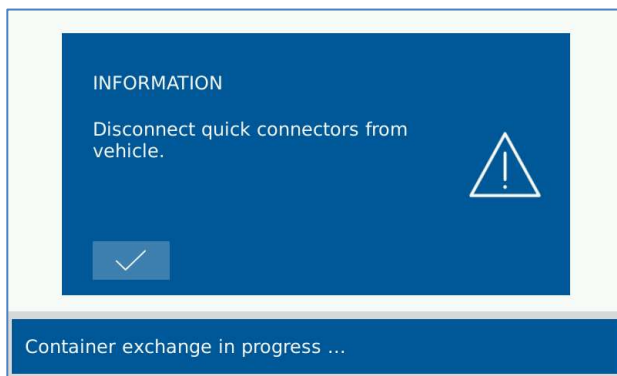 INFORMATION
Disconnect quick connectors from
vehicle.
Container exchange in progress ...